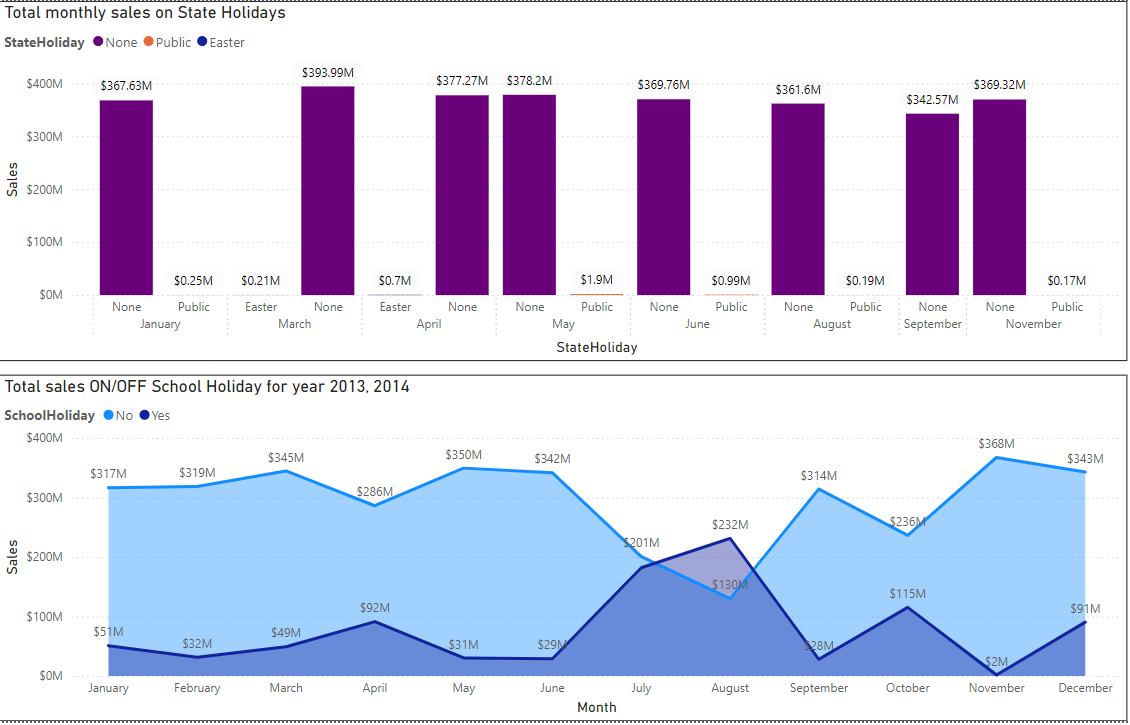 Total monthly sales on State Holidays
StateHoliday None Public Easter
$400M
$300M
$200M
$100M
$0M
Sales
$367.63M
$0.25M
$0.21M
$393.99M
$0.7M
$377.27M
$378.2M
$1.9M
$369.76M
$0.99M
$361.6M
$0.19M
$342.57M
$369.32M
$0.17M
None Public Easter None Easter None None Public None Public None Public None None Public
January March April May June August September November
StateHoliday
Total sales ON/OFF School Holiday for year 2013, 2014
SchoolHoliday No Yes
$400M
$300M
$200M
$100M
$0M
Sales
$317M
$319M
$345M
$286M
$350M
$342M
$201M
$130M
$314M
$236M
$368M
$343M
$51M
$32M
$49M
$92M
$31M
$29M
$232M
$28M
$115M
$2M
$91M
January February March April May June July August September October November December
Month